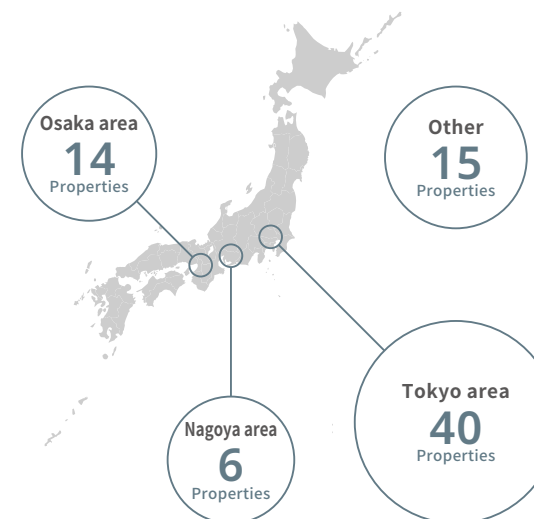 Osaka area
14
Properties
Other
15
Properties
Tokyo area
40
Properties
Nagoya area
6
Properties